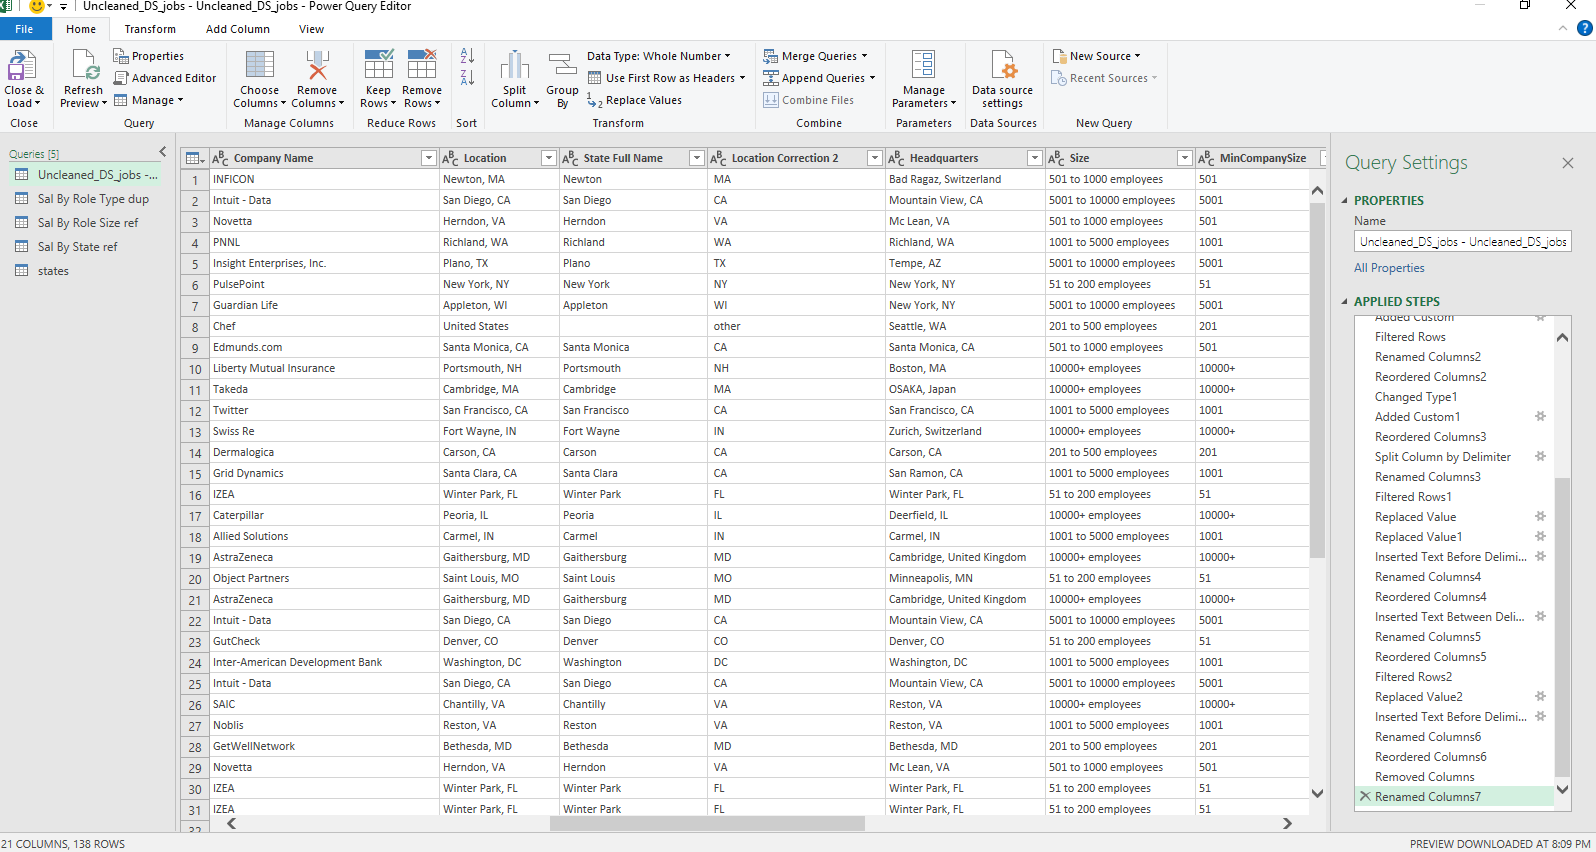 Uncleaned_DS_jobs - Uncleaned_DS_jobs - Power Query Editor
File Home Transform Add Column View
Close & Load
Close
Refresh Preview
Properties
Advanced Editor
Manage
Query
Choose Columns
Remove Columns
Manage Columns
Keep Rows
Remove Rows
Reduce Rows
Sort
Split Column
Group By
Data Type: Whole Number
Use First Row as Headers
Replace Values
Transform
Merge Queries
Append Queries
Combine Files
Combine
Manage Parameters
Parameters
Data source settings
Data Sources
New Source
Recent Sources
New Query
Queries [5]
Uncleaned_DS_jobs -...
Sal By Role Type dup
Sal By Role Size ref
Sal By State ref
states
Company Name Location State Full Name Location Correction 2 Headquarters Size MinCompanySize
1 INFICON Newton, MA Newton MA Bad Ragaz, Switzerland 501 to 1000 employees 501
2 Intuit - Data San Diego, CA San Diego CA Mountain View, CA 5001 to 10000 employees 5001
3 Novetta Herndon, VA Herndon VA Mc Lean, VA 501 to 1000 employees 501
4 PNNL Richland, WA Richland WA Richland, WA 1001 to 5000 employees 1001
5 Insight Enterprises, Inc. Plano, TX Plano TX Tempe, AZ 5001 to 10000 employees 5001
6 PulsePoint New York, NY New York NY New York, NY 51 to 200 employees 51
7 Guardian Life Appleton, WI Appleton WI New York, NY 5001 to 10000 employees 5001
8 Chef United States other Seattle, WA 201 to 500 employees 201
9 Edmunds.com Santa Monica, CA Santa Monica CA Santa Monica, CA 501 to 1000 employees 501
10 Liberty Mutual Insurance Portsmouth, NH Portsmouth NH Boston, MA 10000+ employees 10000+
11 Takeda Cambridge, MA Cambridge MA OSAKA, Japan 10000+ employees 10000+
12 Twitter San Francisco, CA San Francisco CA San Francisco, CA 1001 to 5000 employees 1001
13 Swiss Re Fort Wayne, IN Fort Wayne IN Zurich, Switzerland 10000+ employees 10000+
14 Dermalogica Carson, CA Carson CA Carson, CA 201 to 500 employees 201
15 Grid Dynamics Santa Clara, CA Santa Clara CA San Ramon, CA 1001 to 5000 employees 1001
16 IZEA Winter Park, FL Winter Park FL Winter Park, FL 51 to 200 employees 51
17 Caterpillar Peoria, IL Peoria IL Deerfield, IL 10000+ employees 10000+
18 Allied Solutions Carmel, IN Carmel IN Carmel, IN 1001 to 5000 employees 1001
19 AstraZeneca Gaithersburg, MD Gaithersburg MD Cambridge, United Kingdom 10000+ employees 10000+
20 Object Partners Saint Louis, MO Saint Louis MO Minneapolis, MN 51 to 200 employees 51
21 AstraZeneca Gaithersburg, MD Gaithersburg MD Cambridge, United Kingdom 10000+ employees 10000+
22 Intuit - Data San Diego, CA San Diego CA Mountain View, CA 5001 to 10000 employees 5001
23 GutCheck Denver, CO Denver CO Denver, CO 51 to 200 employees 51
24 Inter-American Development Bank Washington, DC Washington DC Washington, DC 1001 to 5000 employees 1001
25 Intuit - Data San Diego, CA San Diego CA Mountain View, CA 5001 to 10000 employees 5001
26 SAIC Chantilly, VA Chantilly VA Reston, VA 10000+ employees 10000+
27 Noblis Reston, VA Reston VA Reston, VA 1001 to 5000 employees 1001
28 GetWellNetwork Bethesda, MD Bethesda MD Bethesda, MD 201 to 500 employees 201
29 Novetta Herndon, VA Herndon VA Mc Lean, VA 501 to 1000 employees 501
30 IZEA Winter Park, FL Winter Park FL Winter Park, FL 51 to 200 employees 51
31 IZEA Winter Park, FL Winter Park FL Winter Park, FL 51 to 200 employees 51
32
Query Settings
PROPERTIES
Name
Uncleaned_DS_jobs - Uncleaned_DS_jobs
All Properties
APPLIED STEPS
Added Custom
Filtered Rows
Renamed Columns2
Reordered Columns2
Changed Type1
Added Custom1
Reordered Columns3
Split Column by Delimiter
Renamed Columns3
Filtered Rows1
Replaced Value
Replaced Value1
Inserted Text Before Delimi...
Renamed Columns4
Reordered Columns4
Inserted Text Between Deli...
Renamed Columns5
Reordered Columns5
Filtered Rows2
Replaced Value2
Inserted Text Before Delimi...
Renamed Columns6
Reordered Columns6
Removed Columns
Renamed Columns7
21 COLUMNS, 138 ROWS
PREVIEW DOWNLOADED AT 8:09 PM